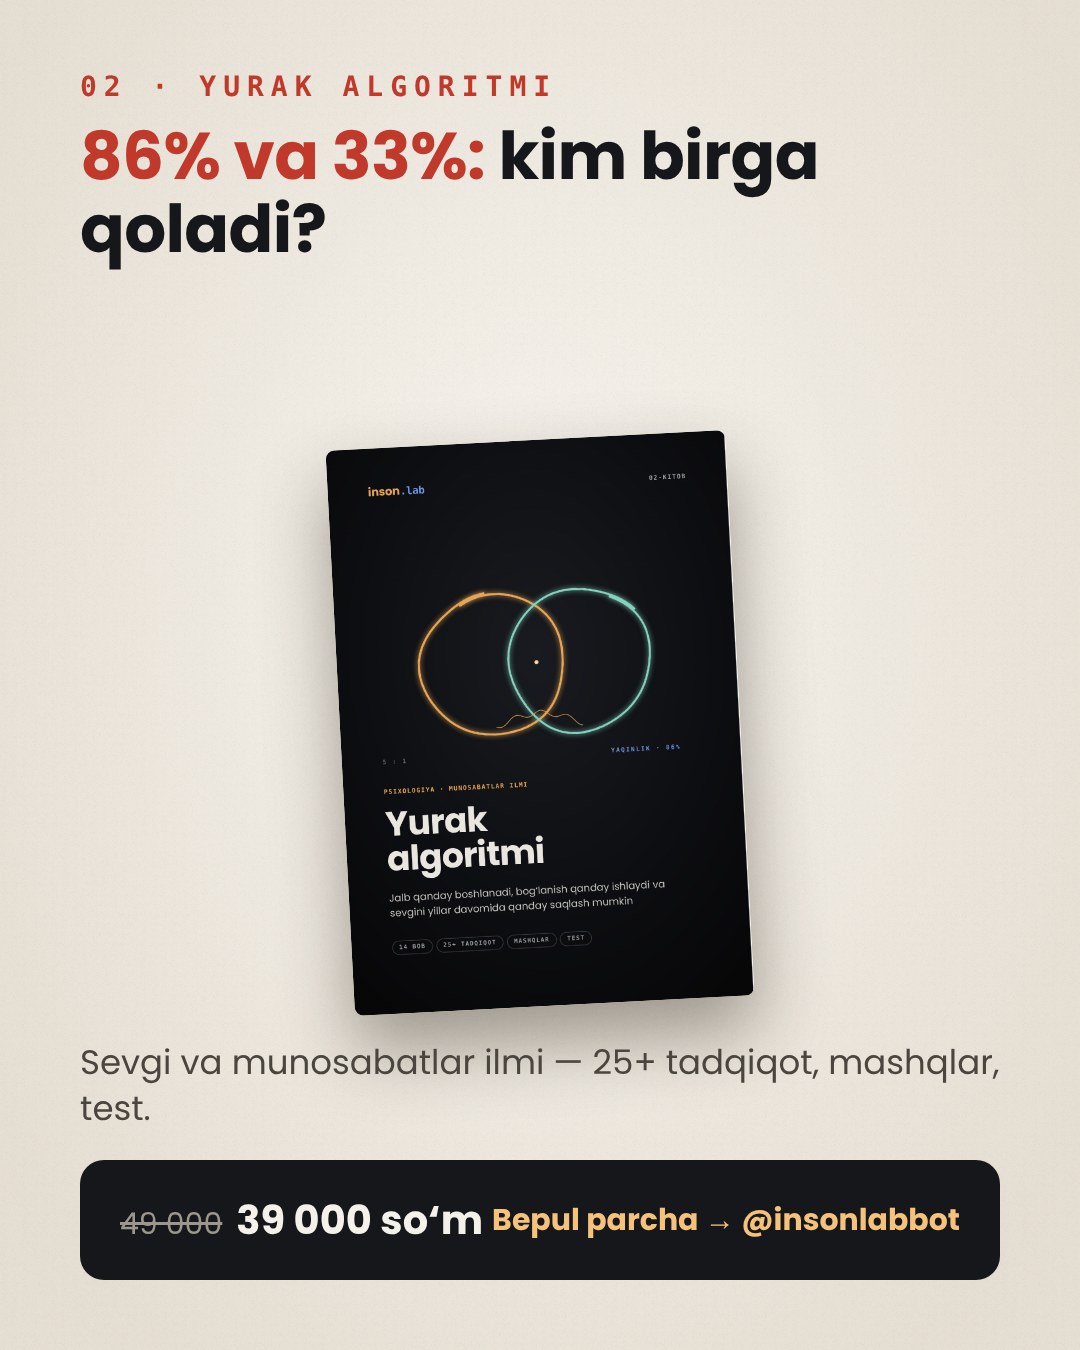 02 · YURAK ALGORITMI
86% va 33%: kim birga
qoladi?
inson.lab
02-KITOB
5 : 1
YAQINLIK · 86%
PSIXOLOGIYA · MUNOSABATLAR ILMI
Yurak
algoritmi
Jalb qanday boshlanadi, bog‘lanish qanday ishlaydi va
sevgini yillar davomida qanday saqlash mumkin
14 BOB 25+ TADQIQOT MASHQLAR TEST
Sevgi va munosabatlar ilmi — 25+ tadqiqot, mashqlar,
test.
49 000 39 000 so‘m Bepul parcha → @insonlabbot